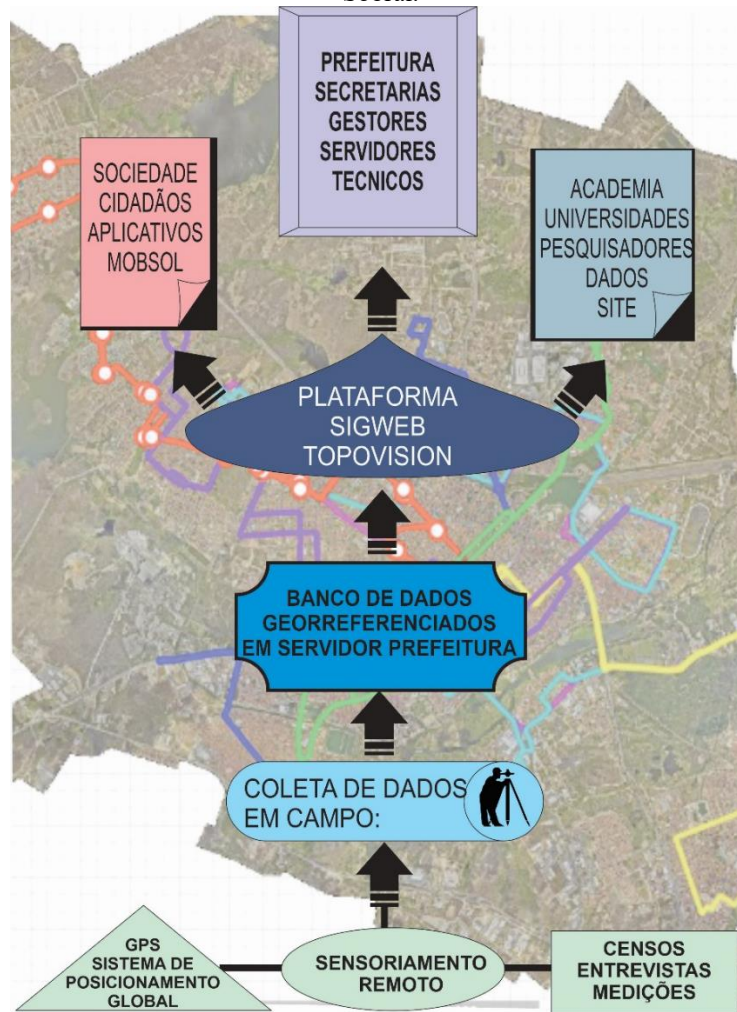 Social.
PREFEITURA
SECRETARIAS
GESTORES
SERVIDORES
TECNICOS
SOCIEDADE
CIDADÃOS
APLICATIVOS
MOBSOL
ACADEMIA
UNIVERSIDADES
PESQUISADORES
DADOS
SITE
PLATAFORMA
SIGWEB
TOPOVISION
BANCO DE DADOS
GEORREFERENCIADOS
EM SERVIDOR PREFEITURA
COLETA DE DADOS
EM CAMPO:
GPS
SISTEMA DE
POSICIONAMENTO
GLOBAL
SENSORIAMENTO
REMOTO
CENSOS
ENTREVISTAS
MEDIÇÕES